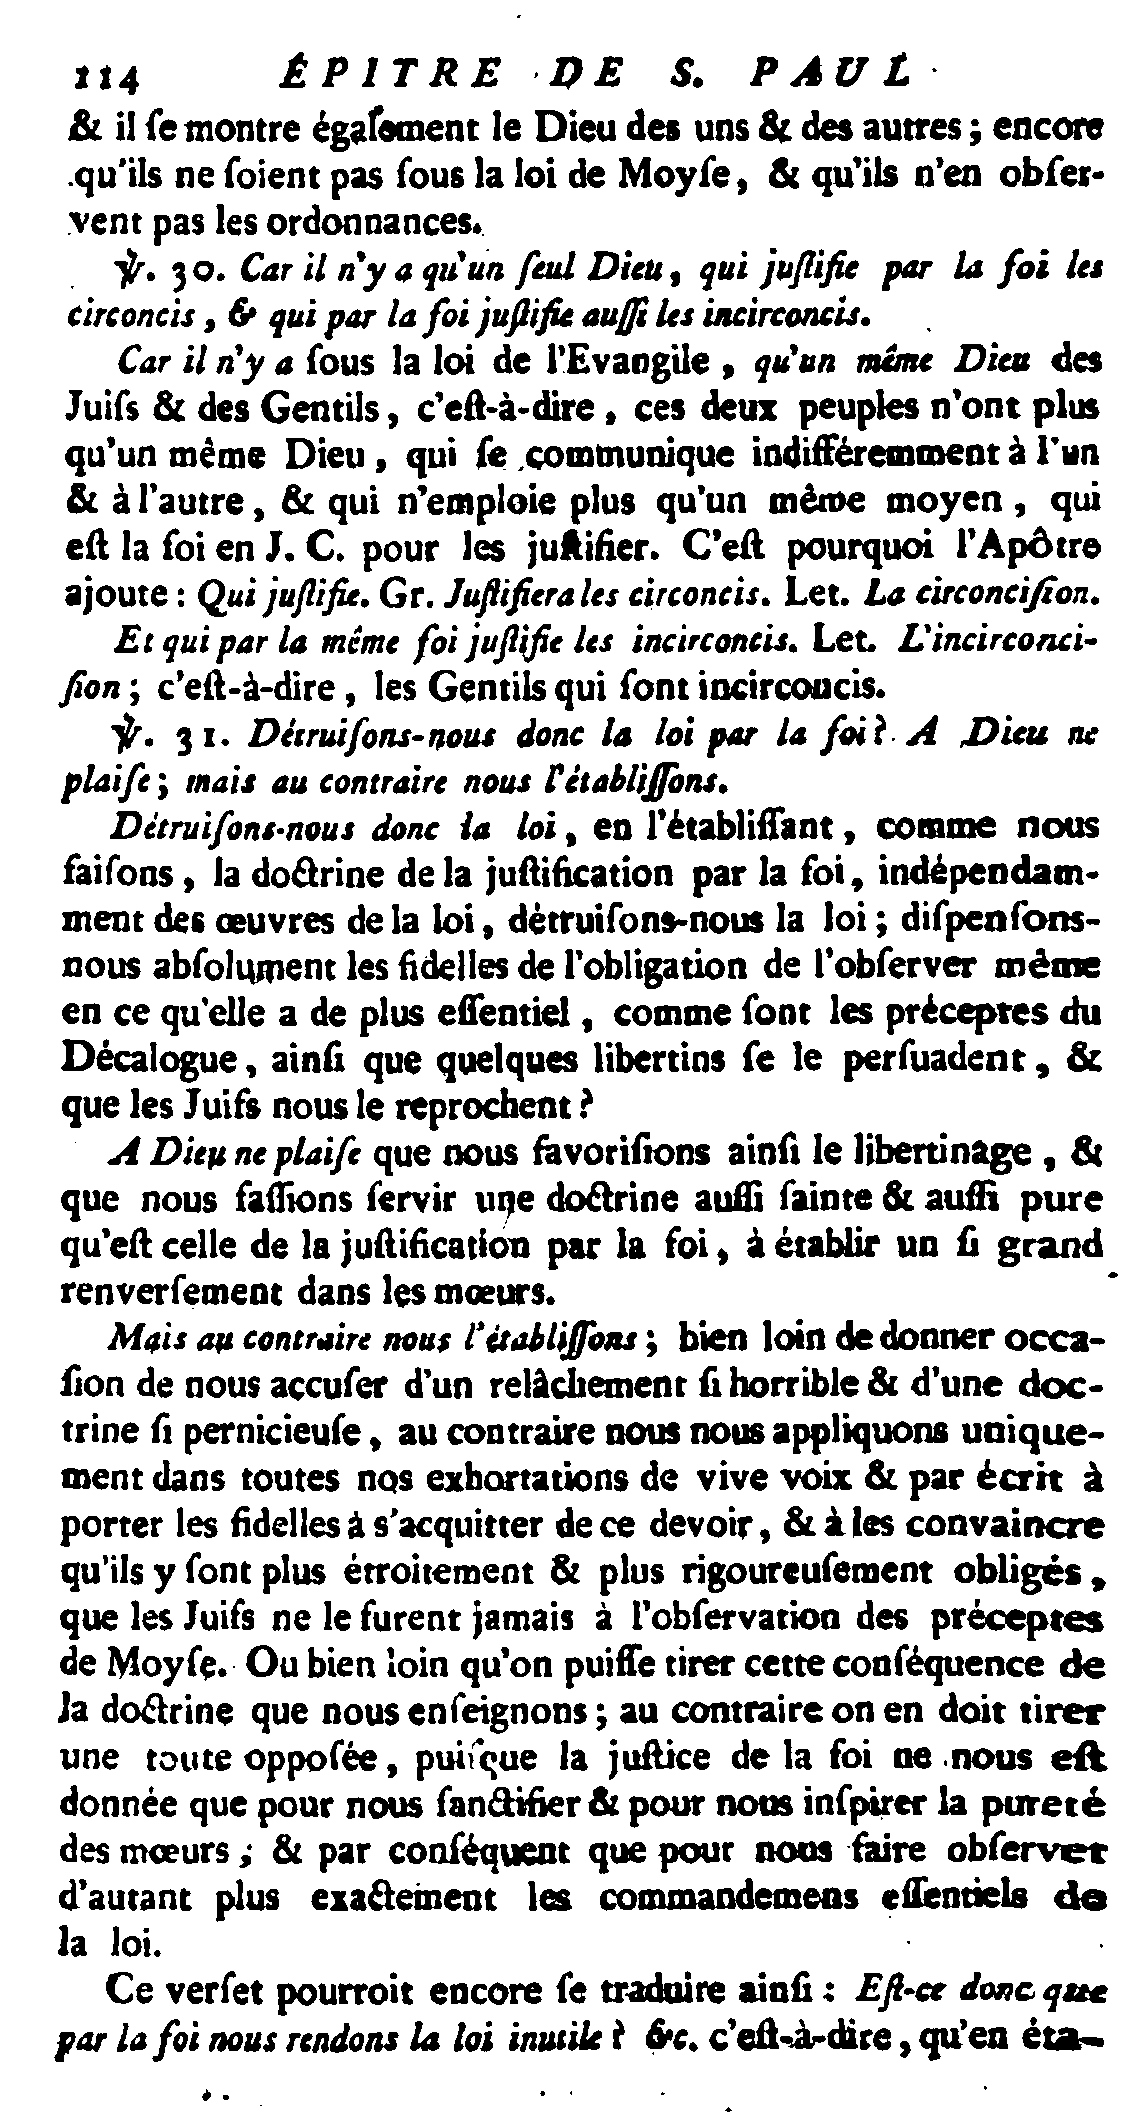 114 ÉPITRE DE S. PAUL
& il ſe montre également le Dieu des uns & des autres ; encore
qu'ils ne ſoient pas ſous la loi de Moyſe, & qu'ils n'en obſer-
vent pas les ordonnances.
℣. 30. Car il n'y a qu'un ſeul Dieu, qui juſtifie par la foi les
circoncis, & qui par la foi juſtifie auſſi les incirconcis.
Car il n'y a ſous la loi de l'Evangile, qu'un même Dieu des
Juifs & des Gentils, c'eſt-à-dire, ces deux peuples n'ont plus
qu'un même Dieu, qui ſe communique indifféremment à l'un
& à l'autre, & qui n'emploie plus qu'un même moyen, qui
eſt la foi en J. C. pour les juſtifier. C'eſt pourquoi l'Apôtre
ajoute : Qui juſtifie. Gr. Juſtifiera les circoncis. Let. La circonciſion.
Et qui par la même foi juſtifie les incirconcis. Let. L'incirconci-
ſion ; c'eſt-à-dire, les Gentils qui ſont incirconcis.
℣. 31. Détruiſons-nous donc la loi par la foi ? A Dieu ne
plaiſe ; mais au contraire nous l'établiſſons.
Détruiſons-nous donc la loi, en l'établiſſant, comme nous
faiſons, la doctrine de la juſtification par la foi, indépendam-
ment des œuvres de la loi, détruiſons-nous la loi ; diſpenſons-
nous abſolument les fidelles de l'obligation de l'obſerver même
en ce qu'elle a de plus eſſentiel, comme ſont les préceptes du
Décalogue, ainſi que quelques libertins ſe le perſuadent, &
que les Juifs nous le reprochent ?
A Dieu ne plaiſe que nous favoriſions ainſi le libertinage, &
que nous faſſions ſervir une doctrine auſſi ſainte & auſſi pure
qu'eſt celle de la juſtification par la foi, à établir un ſi grand
renverſement dans les mœurs.
Mais au contraire nous l'établiſſons ; bien loin de donner occa-
ſion de nous accuſer d'un relâchement ſi horrible & d'une doc-
trine ſi pernicieuſe, au contraire nous nous appliquons unique-
ment dans toutes nos exhortations de vive voix & par écrit à
porter les fidelles à s'acquitter de ce devoir, & à les convaincre
qu'ils y ſont plus étroitement & plus rigoureuſement obligés,
que les Juifs ne le furent jamais à l'obſervation des préceptes
de Moyſe. Ou bien loin qu'on puiſſe tirer cette conſéquence de
la doctrine que nous enſeignons ; au contraire on en doit tirer
une toute oppoſée, puiſque la juſtice de la foi ne nous eſt
donnée que pour nous ſanctifier & pour nous inſpirer la pureté
des mœurs ; & par conſéquent que pour nous faire obſerver
d'autant plus exactement les commandemens eſſentiels de
la loi.
Ce verſet pourroit encore ſe traduire ainſi : Eſt-ce donc que
par la foi nous rendons la loi inutile ? &c. c'eſt-à-dire, qu'en éta-